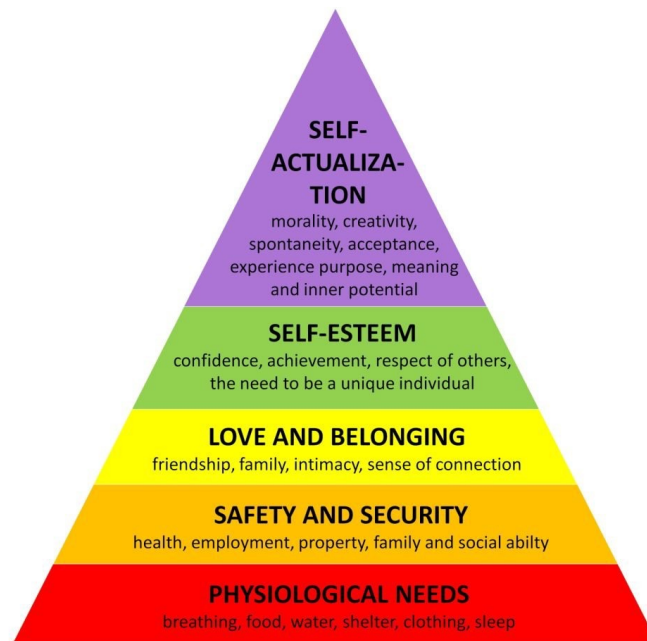 SELF-
ACTUALIZA-
TION
morality, creativity,
spontaneity, acceptance,
experience purpose, meaning
and inner potential
SELF-ESTEEM
confidence, achievement, respect of others,
the need to be a unique individual
LOVE AND BELONGING
friendship, family, intimacy, sense of connection
SAFETY AND SECURITY
health, employment, property, family and social abilty
PHYSIOLOGICAL NEEDS
breathing, food, water, shelter, clothing, sleep